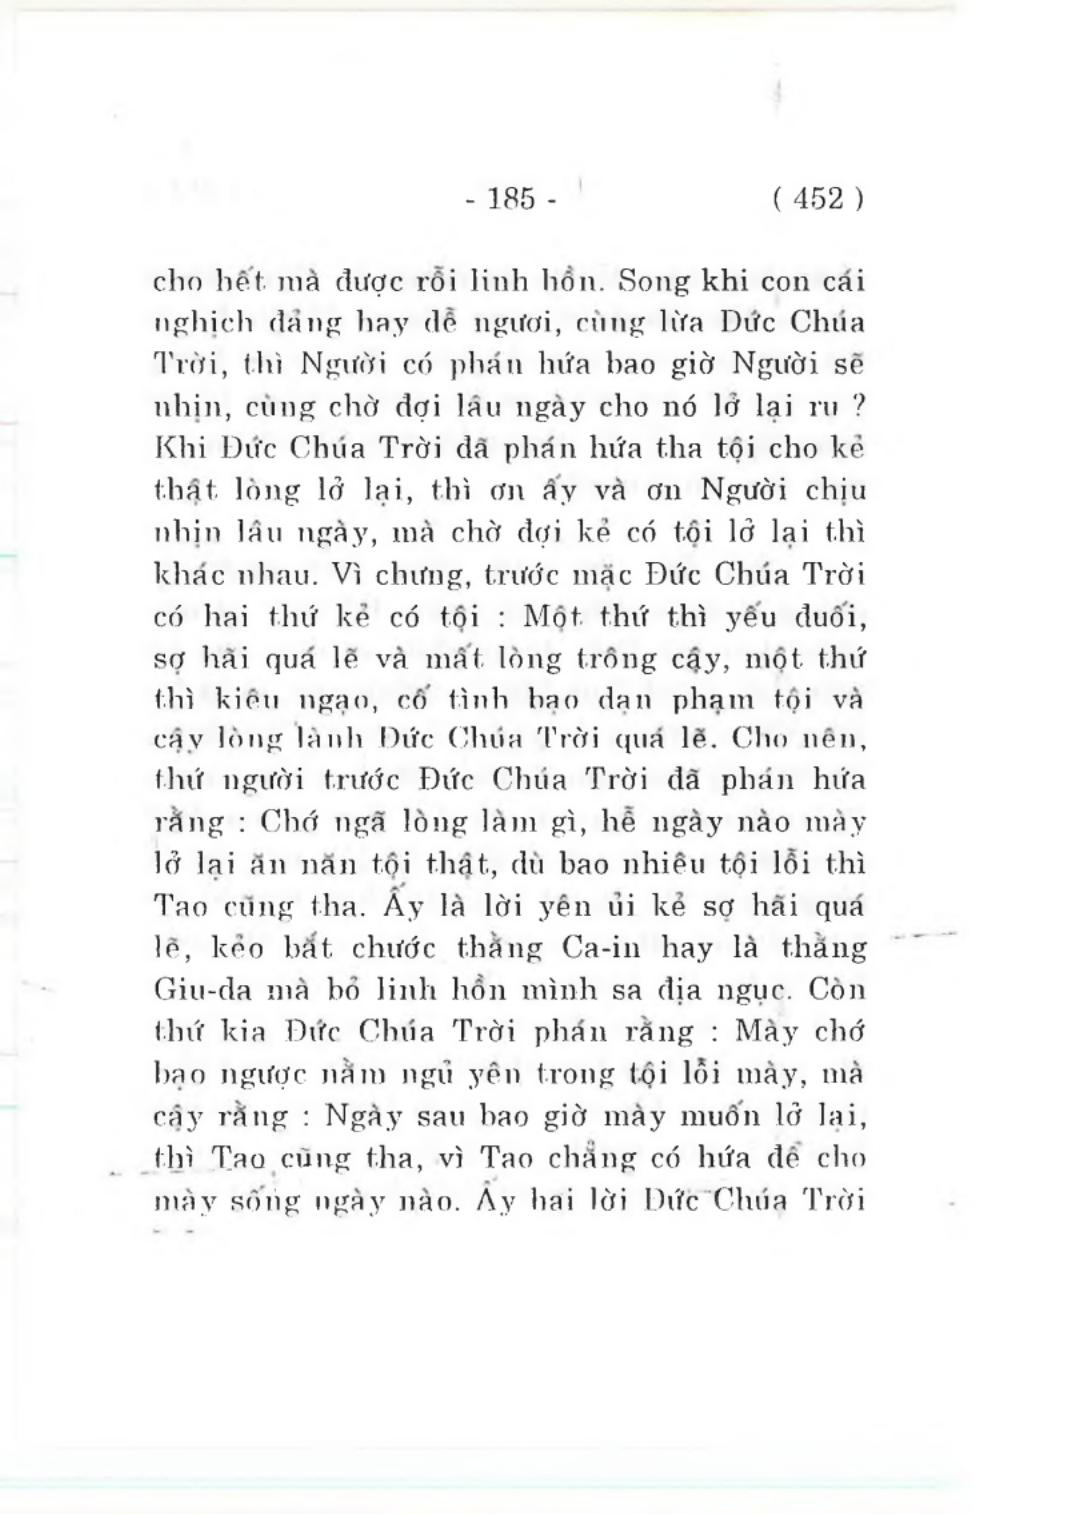 - 185 - ( 452 )
cho hết mà được rỗi linh hồn. Song khi con cái
nghịch đảng hay dễ ngươi, cùng lừa Đức Chúa
Trời, thì Người có phán hứa bao giờ Người sẽ
nhịn, cùng chờ đợi lâu ngày cho nó lở lại ru ?
Khi Đức Chúa Trời đã phán hứa tha tội cho kẻ
thật lòng lở lại, thì ơn ấy và ơn Người chịu
nhịn lâu ngày, mà chờ đợi kẻ có tội lở lại thì
khác nhau. Vì chưng, trước mặc Đức Chúa Trời
có hai thứ kẻ có tội : Một thứ thì yếu đuối,
sợ hãi quá lẽ và mất lòng trông cậy, một thứ
thì kiêu ngạo, cố tình bạo dạn phạm tội và
cậy lòng lành Đức Chúa Trời quá lẽ. Cho nên,
thứ người trước Đức Chúa Trời đã phán hứa
rằng : Chớ ngã lòng làm gì, hễ ngày nào mày
lở lại ăn năn tội thật, dù bao nhiêu tội lỗi thì
Tao cũng tha. Ấy là lời yên ủi kẻ sợ hãi quá
lẽ, kẻo bắt chước thằng Ca-in hay là thằng
Giu-da mà bỏ linh hồn mình sa địa ngục. Còn
thứ kia Đức Chúa Trời phán rằng : Mày chớ
bạo ngược nằm ngủ yên trong tội lỗi mày, mà
cậy rằng : Ngày sau bao giờ mày muốn lở lại,
thì Tao cũng tha, vì Tao chẳng có hứa để cho
mày sống ngày nào. Ấy hai lời Đức Chúa Trời